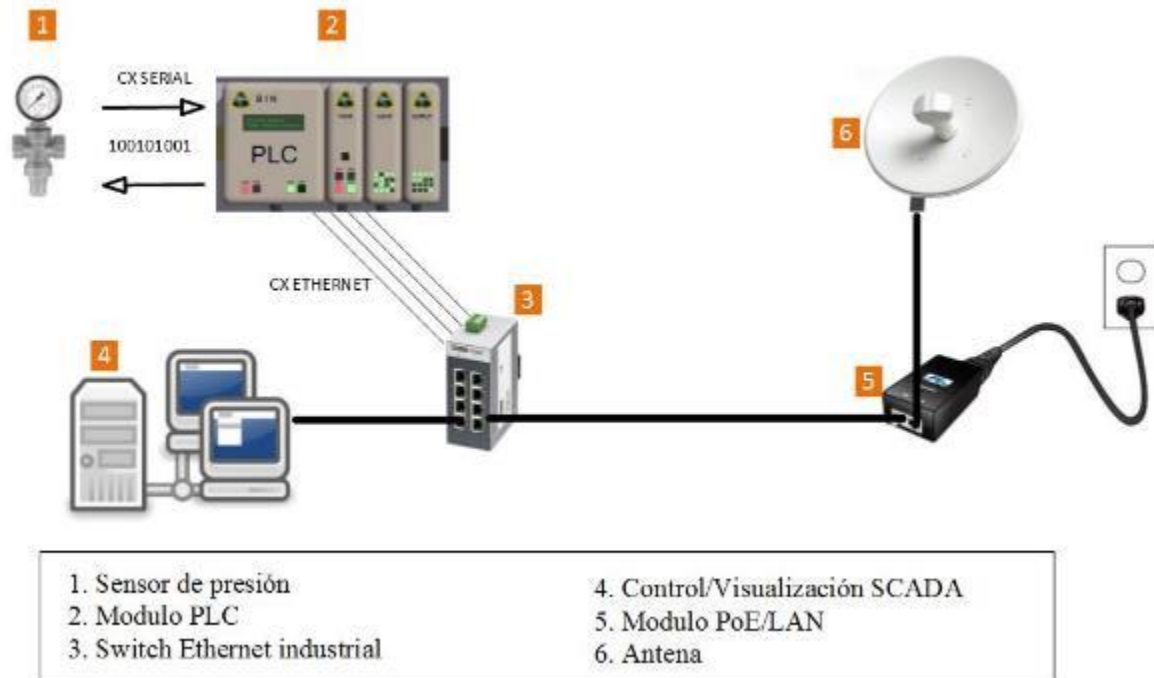 1
2
CX SERIAL
100101001
PLC
6
CX ETHERNET
3
4
5
1. Sensor de presión
2. Modulo PLC
3. Switch Ethernet industrial
4. Control/Visualización SCADA
5. Modulo PoE/LAN
6. Antena